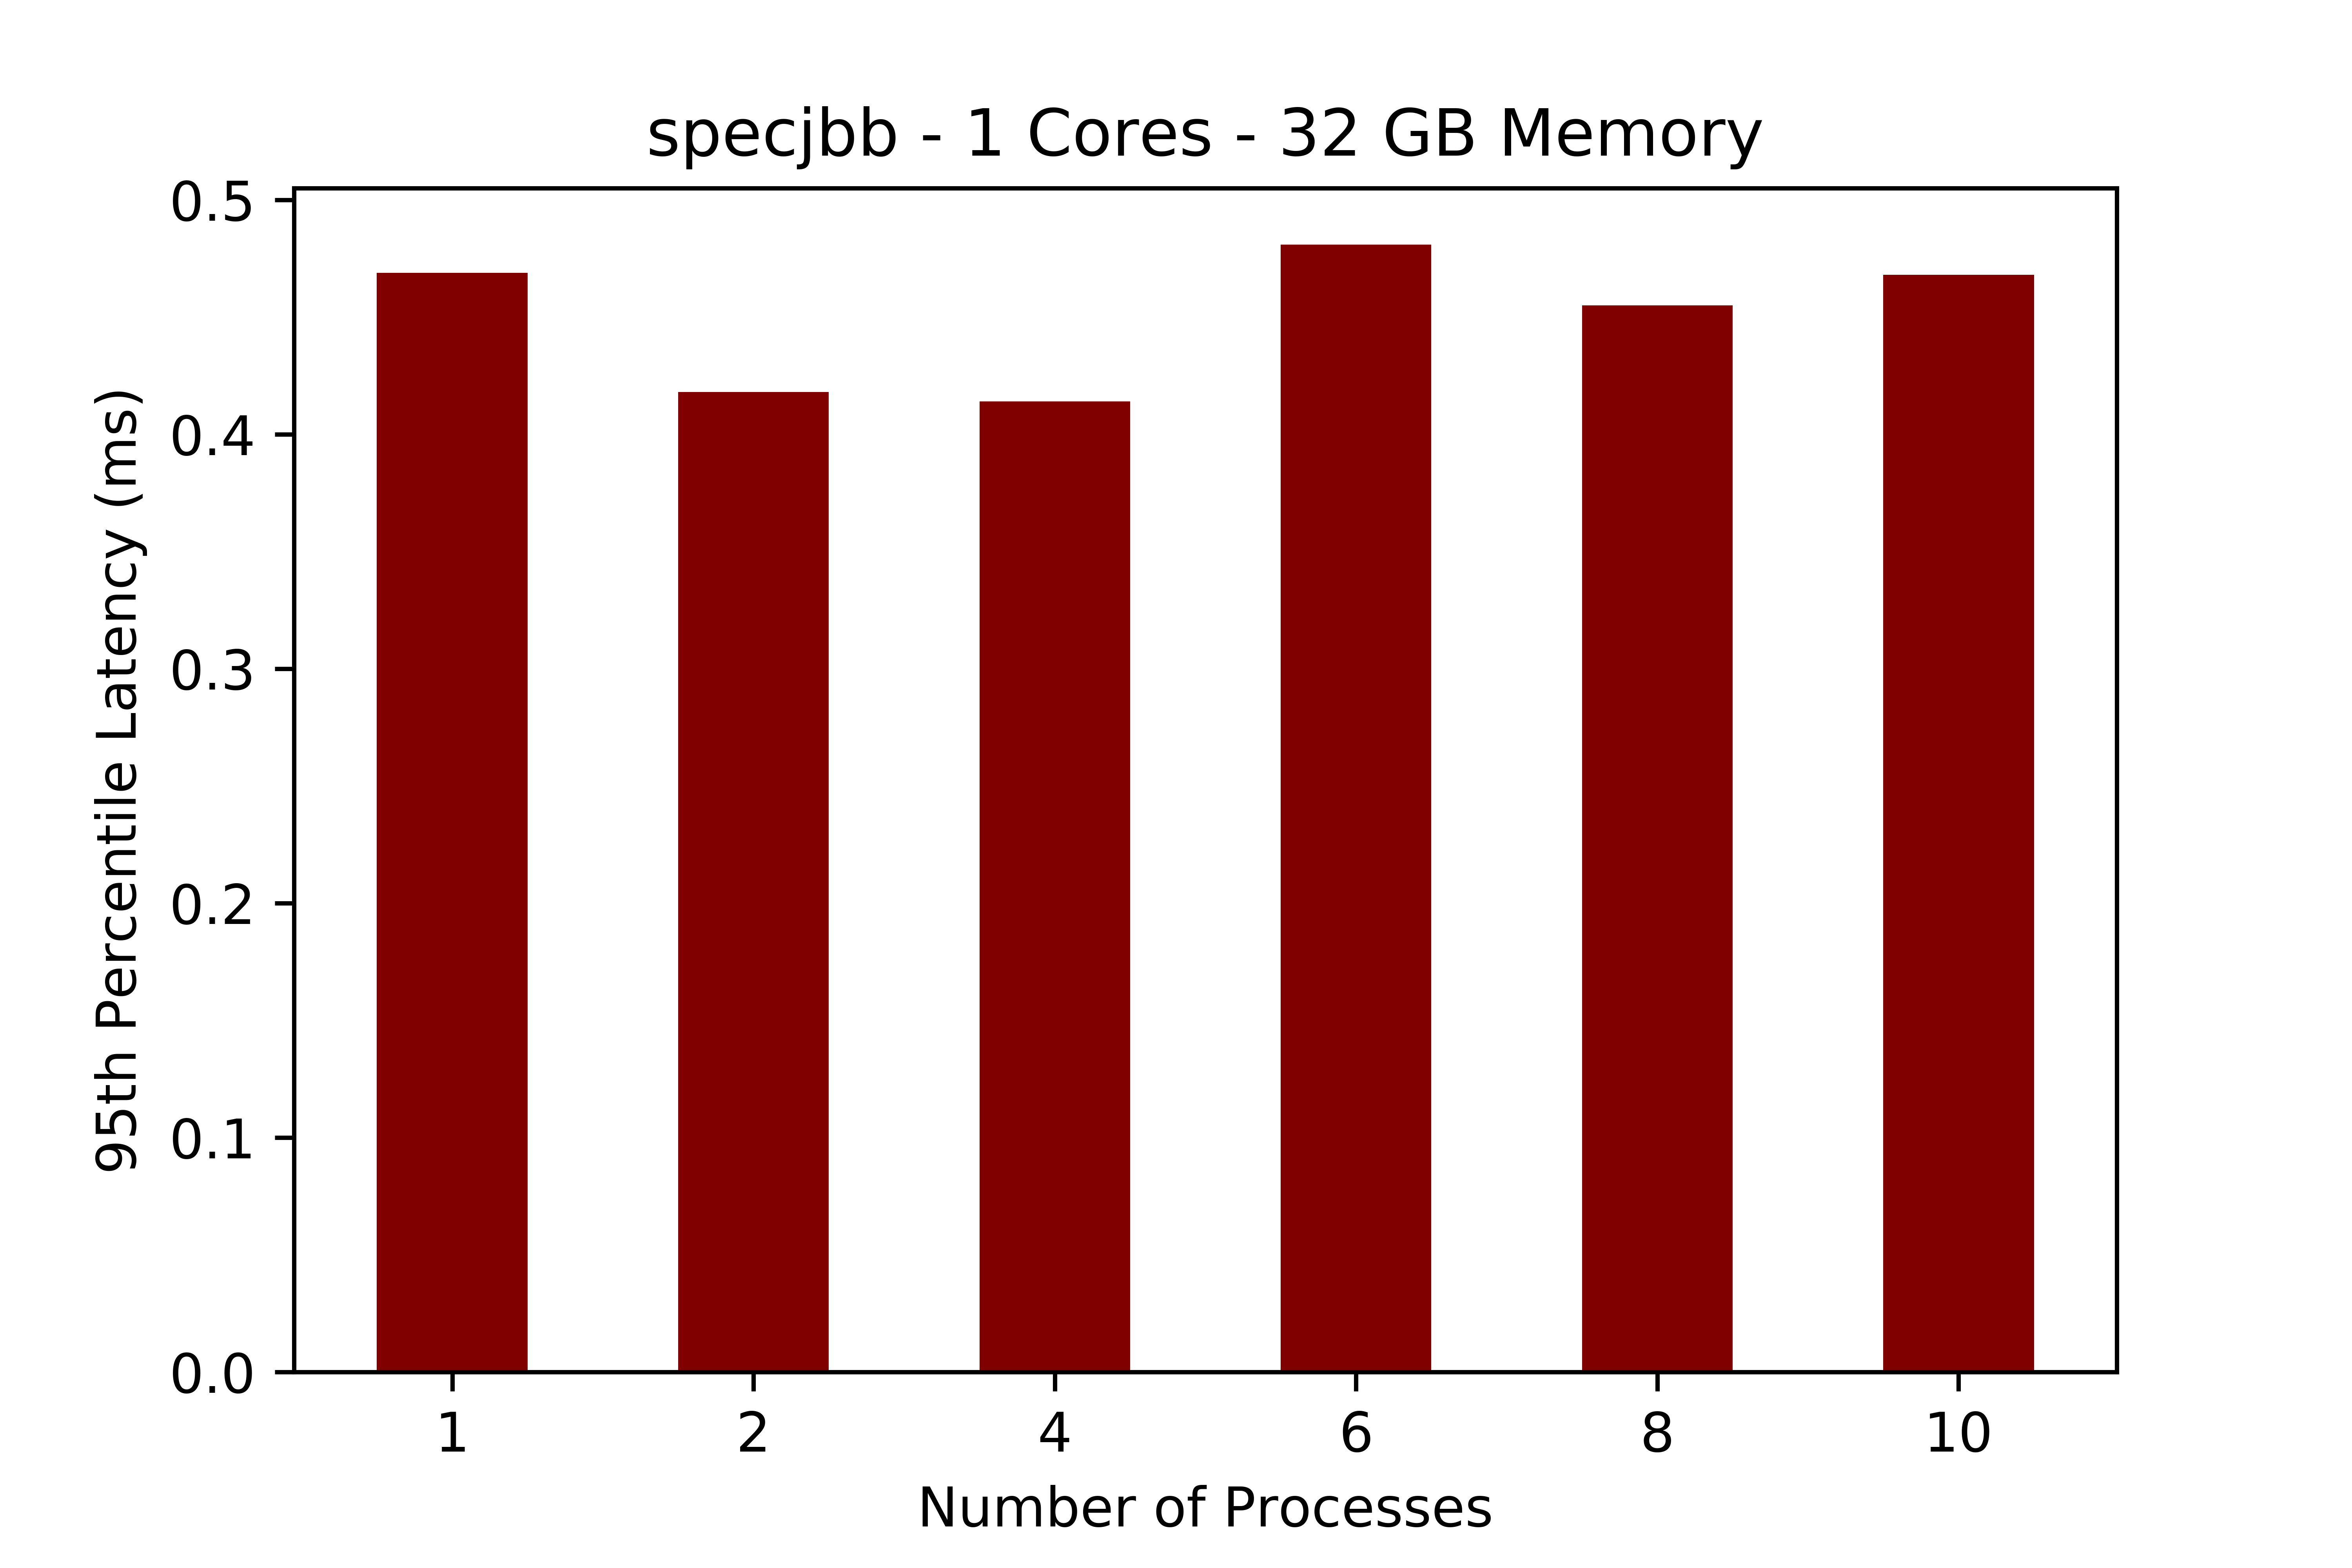 specjbb - 1 Cores - 32 GB Memory
95th Percentile Latency (ms)
0.5
0.4
0.3
0.2
0.1
0.0
1 2 4 6 8 10
Number of Processes